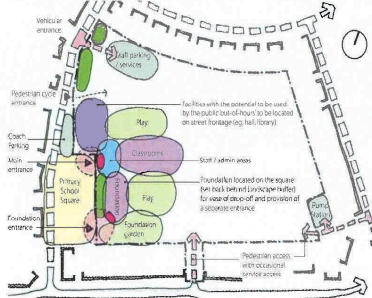 Vehicular
entrance
Staff parking
/ services
Pedestrian cycle
entrance
Facilities with the potential to be used
by the public 'out-of-hours' to be located
on street frontage (eg. hall, library)
Play
Coach
Parking
Classrooms
Main
entrance
Staff / admin areas
Primary
School
Square
Foundation
Foundation located on the square
(set back behind landscape buffer)
for ease of drop-off and provision of
a separate entrance
Play
Foundation
entrance
Foundation
garden
Pump
Station
Pedestrian access
with occasional
service access